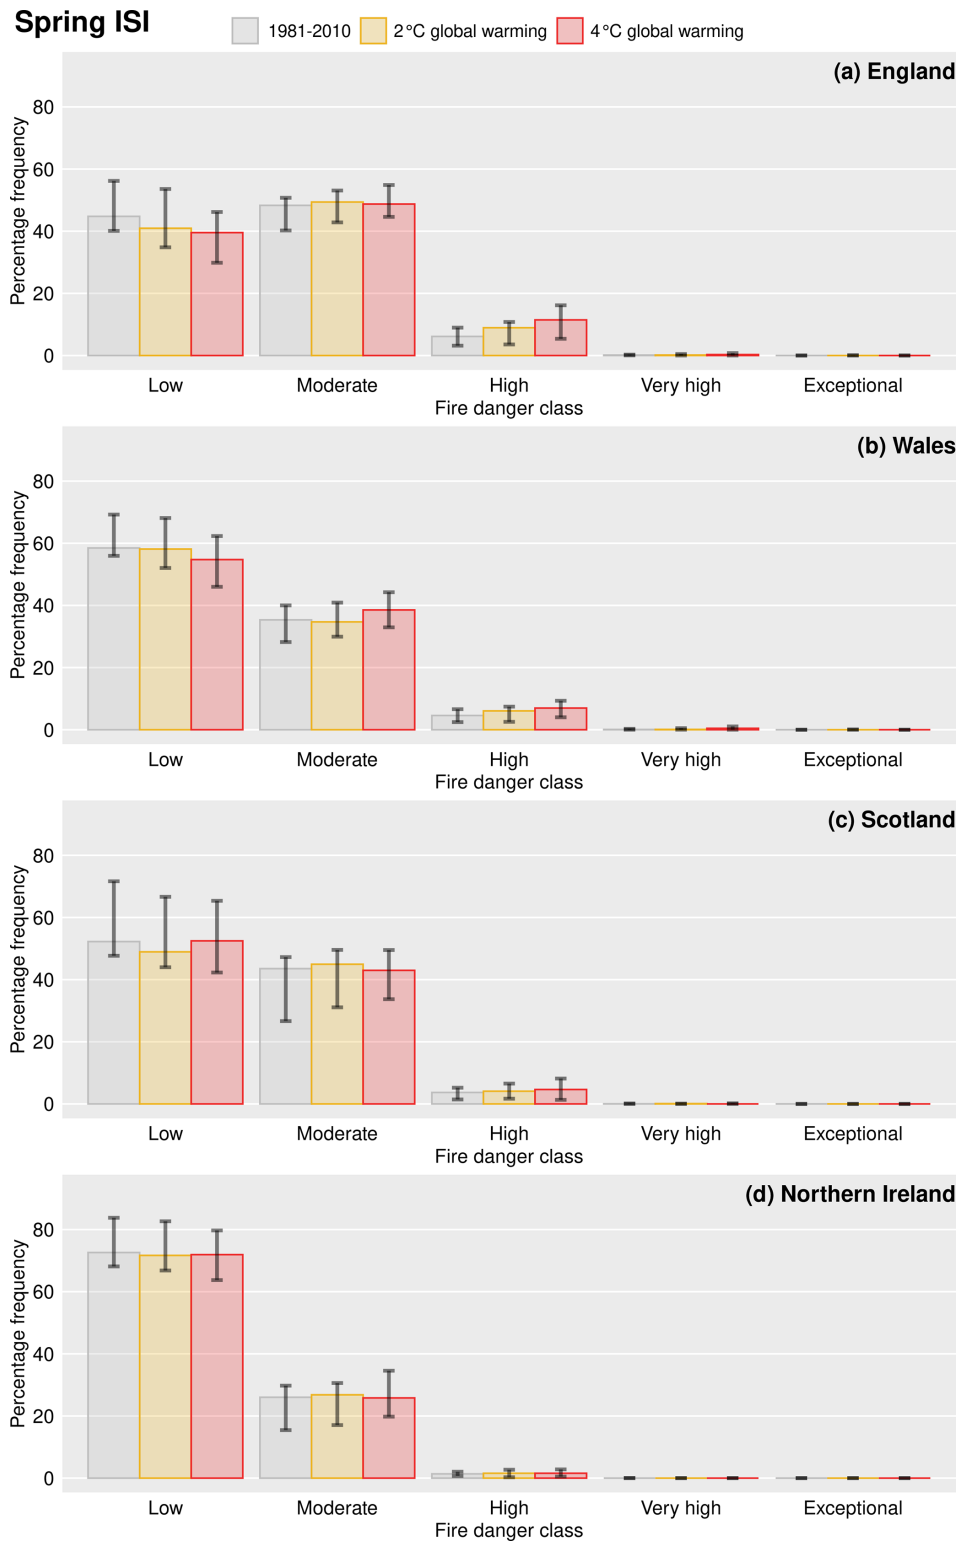 Spring ISI
1981-2010 2°C global warming 4°C global warming
(a) England
Percentage frequency
80
60
40
20
0
Low Moderate High Very high Exceptional
Fire danger class
(b) Wales
Percentage frequency
80
60
40
20
0
Low Moderate High Very high Exceptional
Fire danger class
(c) Scotland
Percentage frequency
80
60
40
20
0
Low Moderate High Very high Exceptional
Fire danger class
(d) Northern Ireland
Percentage frequency
80
60
40
20
0
Low Moderate High Very high Exceptional
Fire danger class